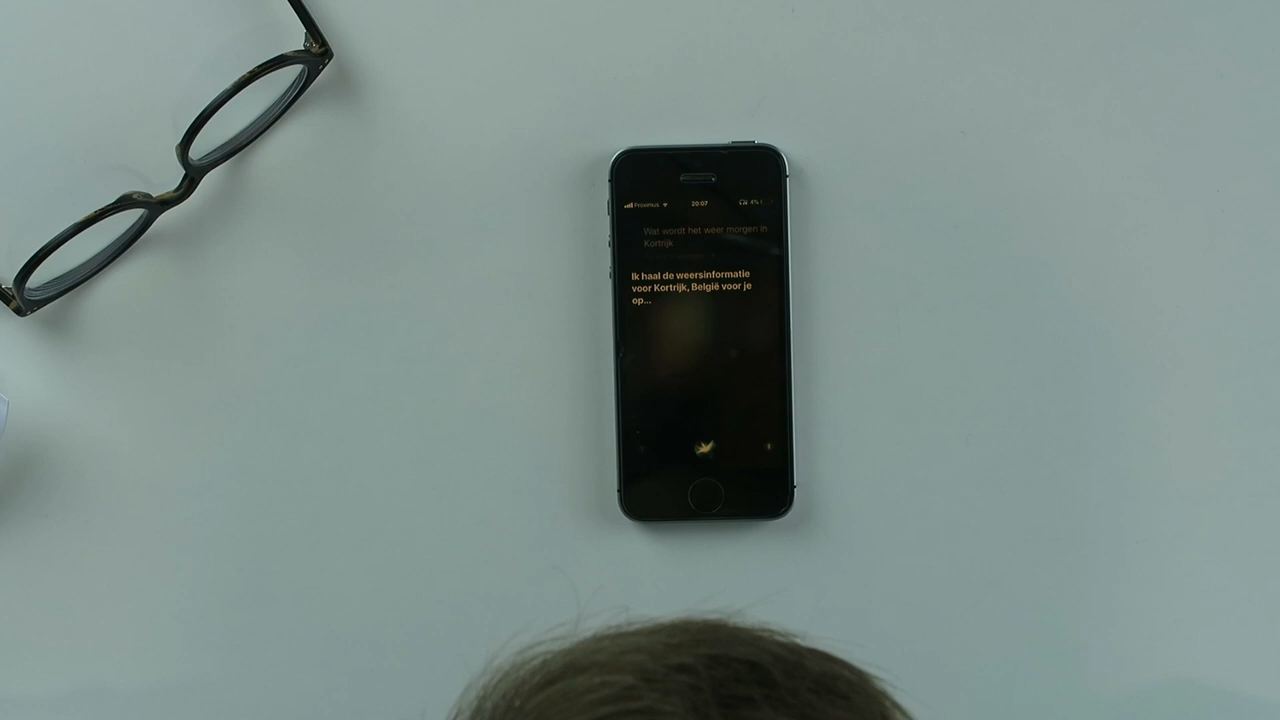 Proximus 20:07 4%
Wat wordt het weer morgen in
Kortrijk
Ik haal de weersinformatie
voor Kortrijk, België voor je
op...